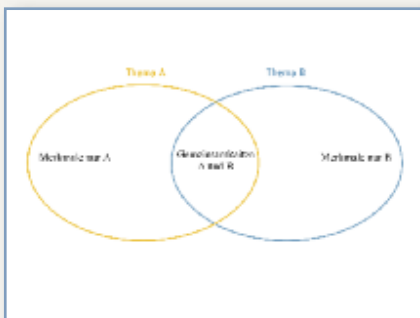 Thema A
Thema B
Merkmale nur A
Gemeinsamkeiten
A und B
Merkmale nur B